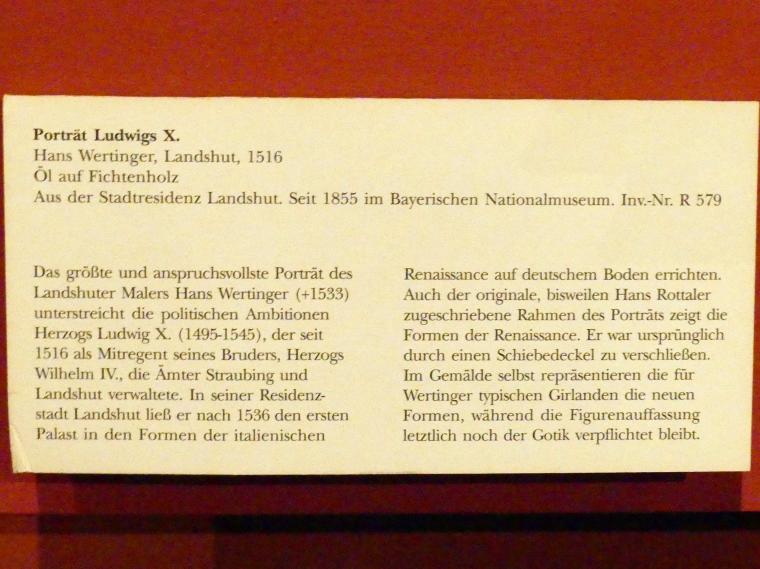 Porträt Ludwigs X.
Hans Wertinger, Landshut, 1516
Öl auf Fichtenholz
Aus der Stadtresidenz Landshut. Seit 1855 im Bayerischen Nationalmuseum. Inv.-Nr. R 579
Das größte und anspruchsvollste Porträt des
Landshuter Malers Hans Wertinger (+1533)
unterstreicht die politischen Ambitionen
Herzogs Ludwig X. (1495-1545), der seit
1516 als Mitregent seines Bruders, Herzogs
Wilhelm IV., die Ämter Straubing und
Landshut verwaltete. In seiner Residenz-
stadt Landshut ließ er nach 1536 den ersten
Palast in den Formen der italienischen
Renaissance auf deutschem Boden errichten.
Auch der originale, bisweilen Hans Rottaler
zugeschriebene Rahmen des Porträts zeigt die
Formen der Renaissance. Er war ursprünglich
durch einen Schiebedeckel zu verschließen.
Im Gemälde selbst repräsentieren die für
Wertinger typischen Girlanden die neuen
Formen, während die Figurenauffassung
letztlich noch der Gotik verpflichtet bleibt.